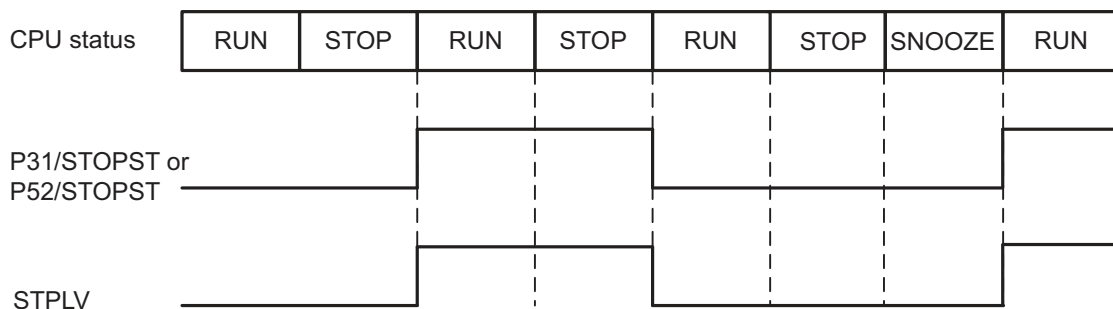 CPU status RUN STOP RUN STOP RUN STOP SNOOZE RUN
P31/STOPST or
P52/STOPST
STPLV